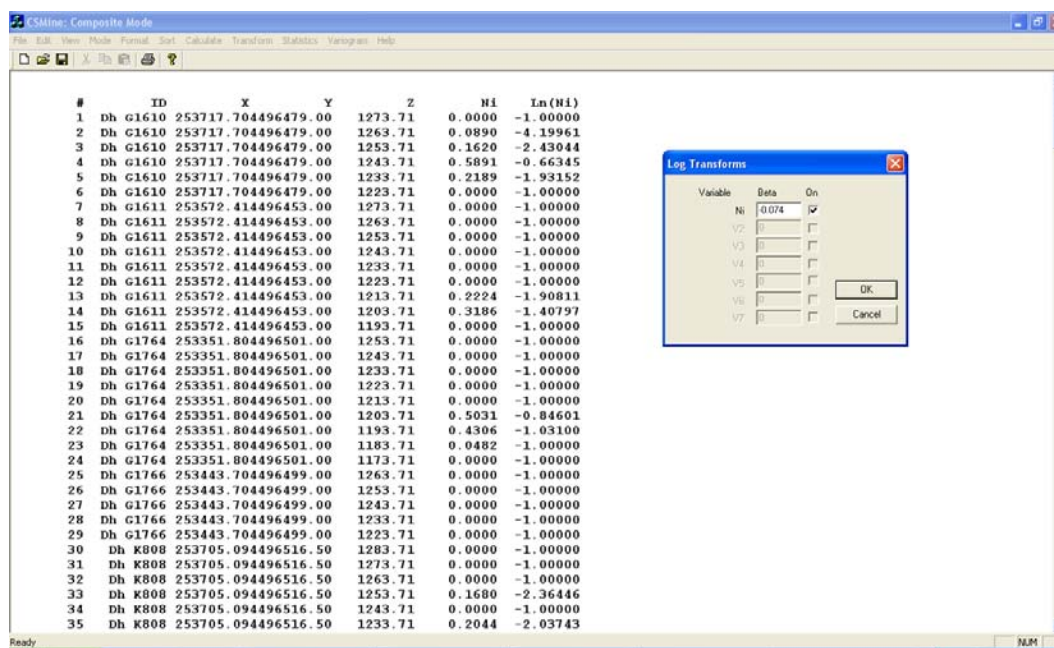 CSMine: Composite Mode
File Edit View Mode Format Sort Calculate Transform Statistics Variogram Help
# ID X Y Z Ni Ln(Ni)
1 Dh G1610 253717.704496479.00 1273.71 0.0000 -1.00000
2 Dh G1610 253717.704496479.00 1263.71 0.0890 -4.19961
3 Dh G1610 253717.704496479.00 1253.71 0.1620 -2.43044
4 Dh G1610 253717.704496479.00 1243.71 0.5891 -0.66345
5 Dh G1610 253717.704496479.00 1233.71 0.2189 -1.93152
6 Dh G1610 253717.704496479.00 1223.71 0.0000 -1.00000
7 Dh G1611 253572.414496453.00 1273.71 0.0000 -1.00000
8 Dh G1611 253572.414496453.00 1263.71 0.0000 -1.00000
9 Dh G1611 253572.414496453.00 1253.71 0.0000 -1.00000
10 Dh G1611 253572.414496453.00 1243.71 0.0000 -1.00000
11 Dh G1611 253572.414496453.00 1233.71 0.0000 -1.00000
12 Dh G1611 253572.414496453.00 1223.71 0.0000 -1.00000
13 Dh G1611 253572.414496453.00 1213.71 0.2224 -1.90811
14 Dh G1611 253572.414496453.00 1203.71 0.3186 -1.40797
15 Dh G1611 253572.414496453.00 1193.71 0.0000 -1.00000
16 Dh G1764 253351.804496501.00 1253.71 0.0000 -1.00000
17 Dh G1764 253351.804496501.00 1243.71 0.0000 -1.00000
18 Dh G1764 253351.804496501.00 1233.71 0.0000 -1.00000
19 Dh G1764 253351.804496501.00 1223.71 0.0000 -1.00000
20 Dh G1764 253351.804496501.00 1213.71 0.0000 -1.00000
21 Dh G1764 253351.804496501.00 1203.71 0.5031 -0.84601
22 Dh G1764 253351.804496501.00 1193.71 0.4306 -1.03100
23 Dh G1764 253351.804496501.00 1183.71 0.0482 -1.00000
24 Dh G1764 253351.804496501.00 1173.71 0.0000 -1.00000
25 Dh G1766 253443.704496499.00 1263.71 0.0000 -1.00000
26 Dh G1766 253443.704496499.00 1253.71 0.0000 -1.00000
27 Dh G1766 253443.704496499.00 1243.71 0.0000 -1.00000
28 Dh G1766 253443.704496499.00 1233.71 0.0000 -1.00000
29 Dh G1766 253443.704496499.00 1223.71 0.0000 -1.00000
30 Dh K808 253705.094496516.50 1283.71 0.0000 -1.00000
31 Dh K808 253705.094496516.50 1273.71 0.0000 -1.00000
32 Dh K808 253705.094496516.50 1263.71 0.0000 -1.00000
33 Dh K808 253705.094496516.50 1253.71 0.1680 -2.36446
34 Dh K808 253705.094496516.50 1243.71 0.0000 -1.00000
35 Dh K808 253705.094496516.50 1233.71 0.2044 -2.03743
Log Transforms
Variable Beta On
Ni -0.074
V2 0
V3 0
V4 0
V5 0
V6 0
V7 0
OK
Cancel
Ready
NUM